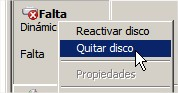 Falta
Dinámic
Reactivar disco
Quitar disco
Falta
Propiedades